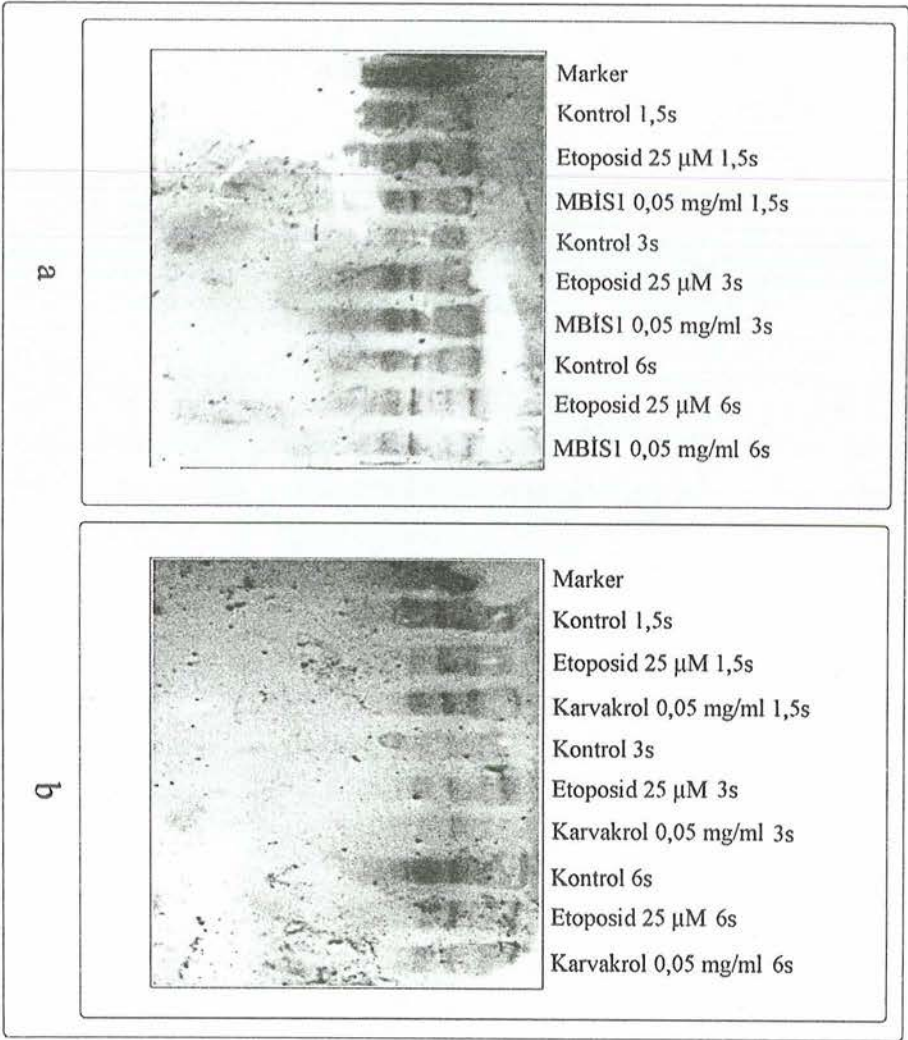 a
Marker
Kontrol 1,5s
Etoposid 25 µM 1,5s
MBİS1 0,05 mg/ml 1,5s
Kontrol 3s
Etoposid 25 µM 3s
MBİS1 0,05 mg/ml 3s
Kontrol 6s
Etoposid 25 µM 6s
MBİS1 0,05 mg/ml 6s
b
Marker
Kontrol 1,5s
Etoposid 25 µM 1,5s
Karvakrol 0,05 mg/ml 1,5s
Kontrol 3s
Etoposid 25 µM 3s
Karvakrol 0,05 mg/ml 3s
Kontrol 6s
Etoposid 25 µM 6s
Karvakrol 0,05 mg/ml 6s